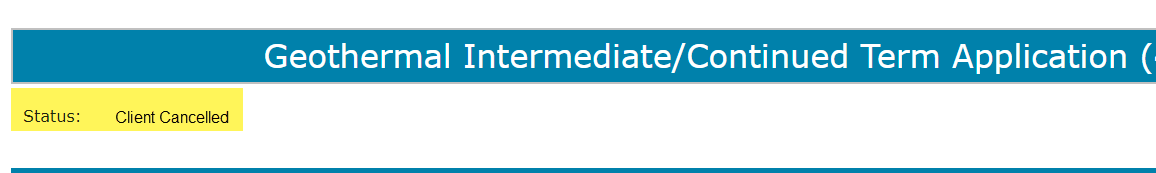 Geothermal Intermediate/Continued Term Application (
Status: Client Cancelled